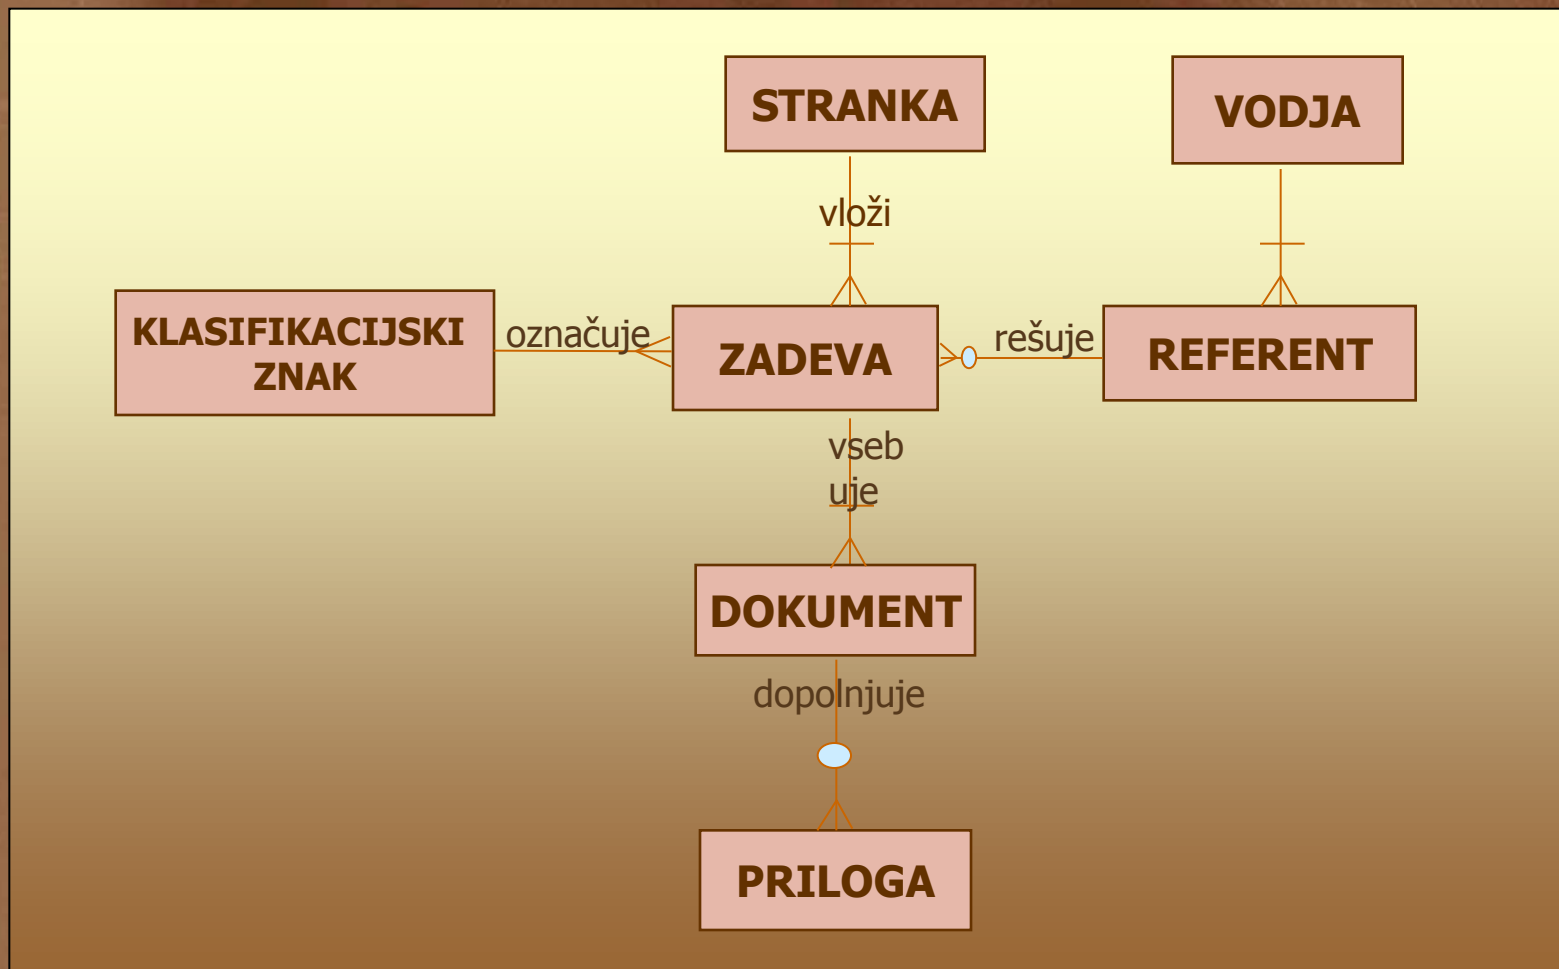 STRANKA
VODJA
vloži
KLASIFIKACIJSKI
ZNAK
označuje
ZADEVA
rešuje
REFERENT
vseb
uje
DOKUMENT
dopolnjuje
PRILOGA